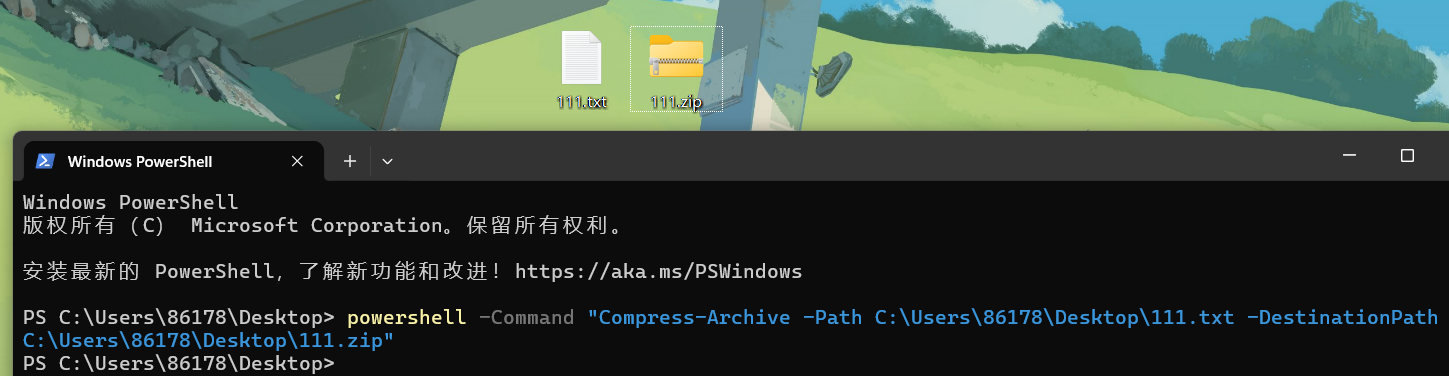 111.txt
111.zip
Windows PowerShell
Windows PowerShell
版权所有（C） Microsoft Corporation。保留所有权利。
安装最新的 PowerShell，了解新功能和改进！https://aka.ms/PSWindows
PS C:\Users\86178\Desktop> powershell -Command "Compress-Archive -Path C:\Users\86178\Desktop\111.txt -DestinationPath
C:\Users\86178\Desktop\111.zip"
PS C:\Users\86178\Desktop>